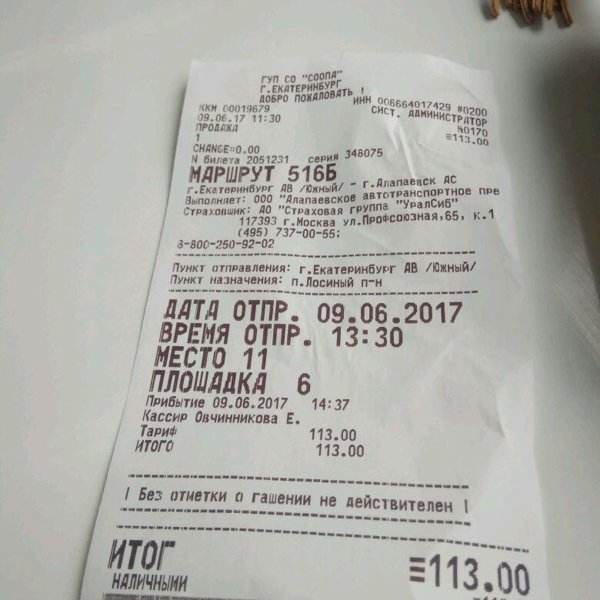 ГУП СО "СООПА"
Г.ЕКАТЕРИНБУРГ
ДОБРО ПОЖАЛОВАТЬ !
ККМ 00019679 ИНН 006664017429 #0200
09.06.17 11:30 СИСТ. АДМИНИСТРАТОР
ПРОДАЖА №0170
1 ≡113.00
CHANGE=0.00
N билета 2051231 серия 348075
МАРШРУТ 516Б
г.Екатеринбург АВ /Южный/ - г.Алапаевск АС
Выполняет: ООО "Алапаевское автотранспортное пре
Страховщик: АО "Страховая группа "УралСиб"
117393 г.Москва ул.Профсоюзная,65, к.1
(495) 737-00-55;
8-800-250-92-02
Пункт отправления: г.Екатеринбург АВ /Южный/
Пункт назначения: п.Лосиный п-н
ДАТА ОТПР. 09.06.2017
ВРЕМЯ ОТПР. 13:30
МЕСТО 11
ПЛОЩАДКА 6
Прибытие 09.06.2017 14:37
Кассир Овчинникова Е.
Тариф 113.00
ИТОГО 113.00
| Без отметки о гашении не действителен |
ИТОГ ≡113.00
НАЛИЧНЫМИ